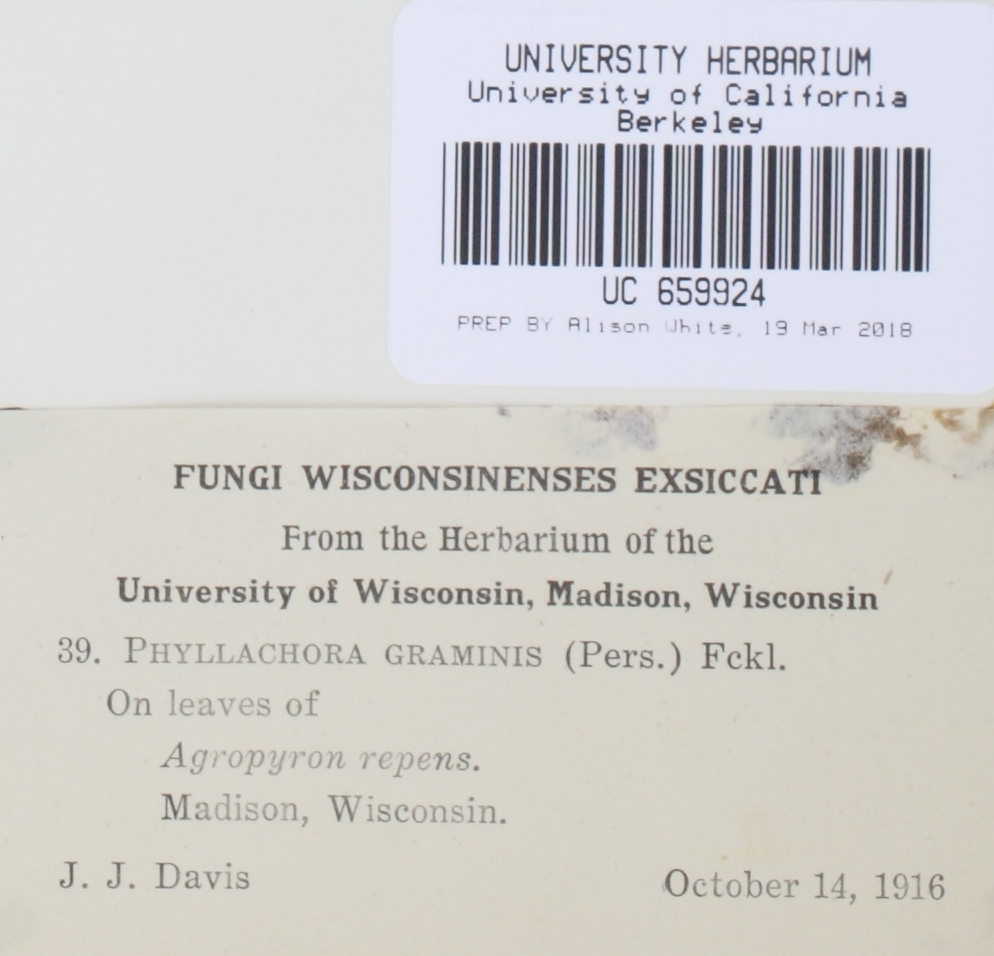 UNIVERSITY HERBARIUM
University of California
Berkeley
UC 659924
PREP BY Alison White, 19 Mar 2018
FUNGI WISCONSINENSES EXSICCATI
From the Herbarium of the
University of Wisconsin, Madison, Wisconsin
39. PHYLLACHORA GRAMINIS (Pers.) Fckl.
On leaves of
Agropyron repens.
Madison, Wisconsin.
J. J. Davis October 14, 1916